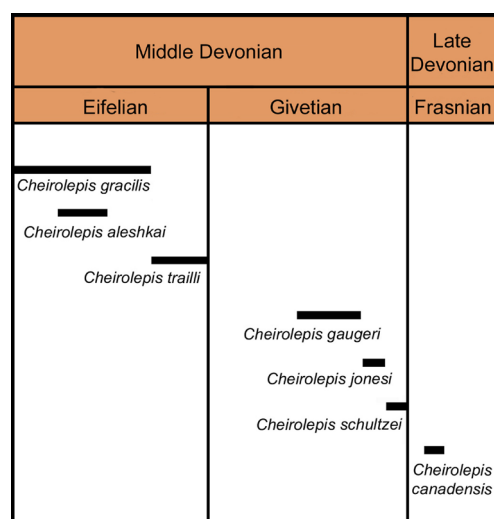 Middle Devonian
Late
Devonian
Eifelian
Givetian
Frasnian
Cheirolepis gracilis
Cheirolepis aleshkai
Cheirolepis trailli
Cheirolepis gaugeri
Cheirolepis jonesi
Cheirolepis schultzei
Cheirolepis
canadensis